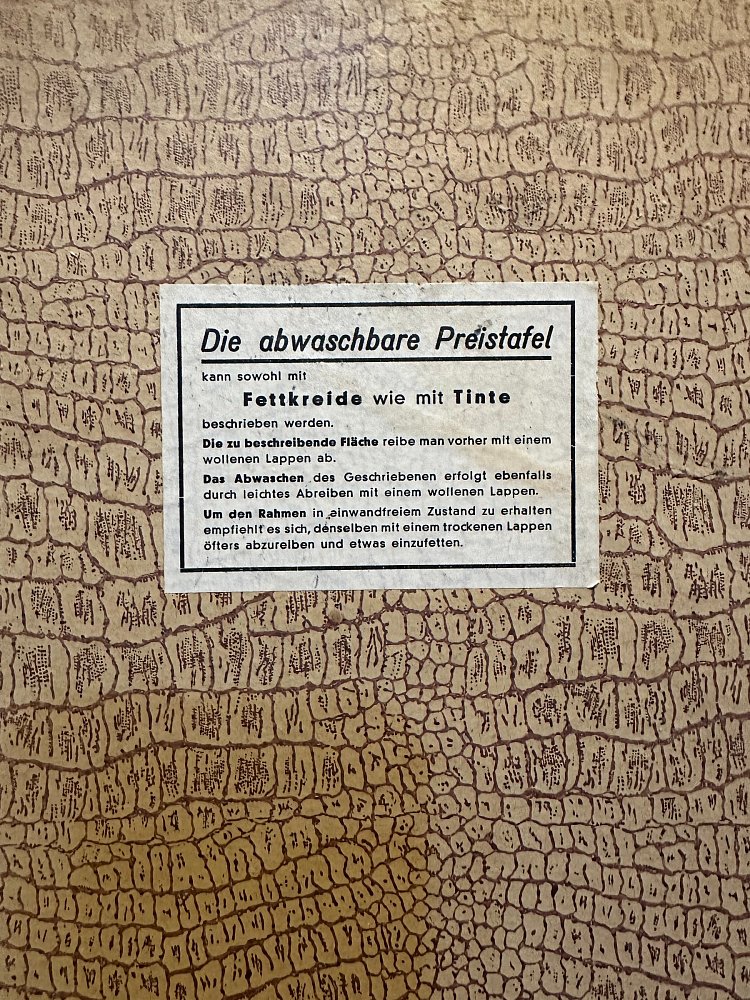 Die abwaschbare Preistafel
kann sowohl mit
Fettkreide wie mit Tinte
beschrieben werden.
Die zu beschreibende Fläche reibe man vorher mit einem
wollenen Lappen ab.
Das Abwaschen des Geschriebenen erfolgt ebenfalls
durch leichtes Abreiben mit einem wollenen Lappen.
Um den Rahmen in einwandfreiem Zustand zu erhalten
empfiehlt es sich, denselben mit einem trockenen Lappen
öfters abzureiben und etwas einzufetten.